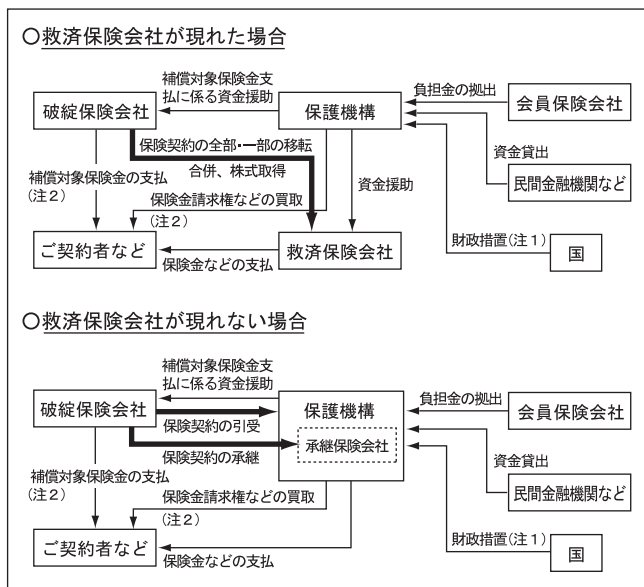 ○救済保険会社が現れた場合
補償対象保険金支
払に係る資金援助
負担金の拠出
破綻保険会社
保護機構
会員保険会社
保険契約の全部・一部の移転
合併、株式取得
資金貸出
補償対象保険金の支払
(注2)
保険金請求権などの買取
(注2)
資金援助
民間金融機関など
ご契約者など
保険金などの支払
救済保険会社
財政措置(注1)
国
○救済保険会社が現れない場合
補償対象保険金支
払に係る資金援助
負担金の拠出
破綻保険会社
保護機構
会員保険会社
保険契約の引受
承継保険会社
保険契約の承継
資金貸出
補償対象保険金の支払
(注2)
保険金請求権などの買取
(注2)
民間金融機関など
ご契約者など
保険金などの支払
財政措置(注1)
国